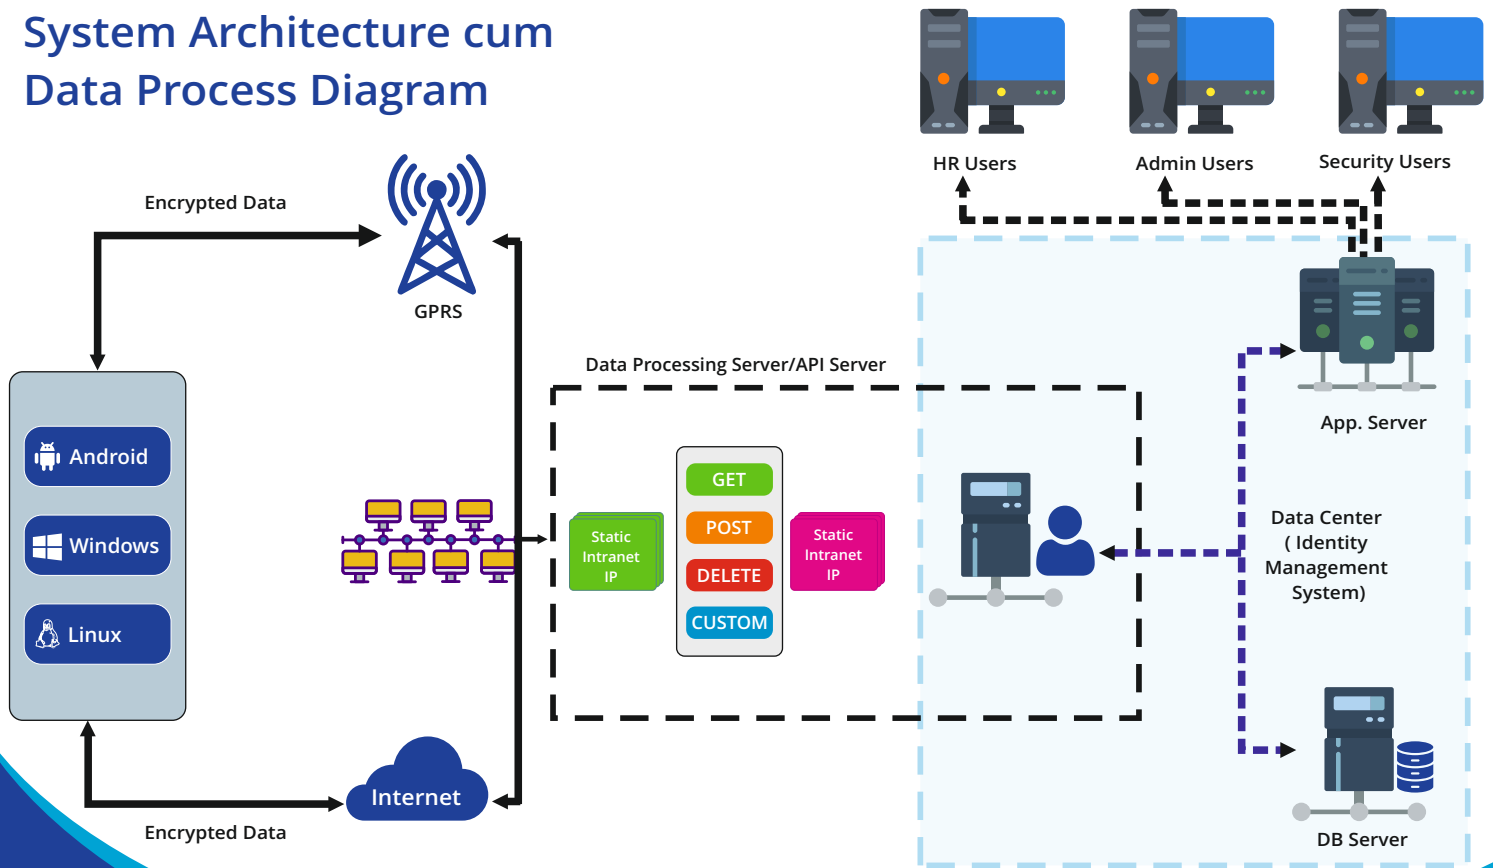 System Architecture cum
Data Process Diagram
HR Users
Admin Users
Security Users
Encrypted Data
GPRS
Data Processing Server/API Server
App. Server
Android
Windows
Linux
GET
POST
DELETE
CUSTOM
Static
Intranet
IP
Static
Intranet
IP
Data Center
( Identity
Management
System)
Internet
Encrypted Data
DB Server